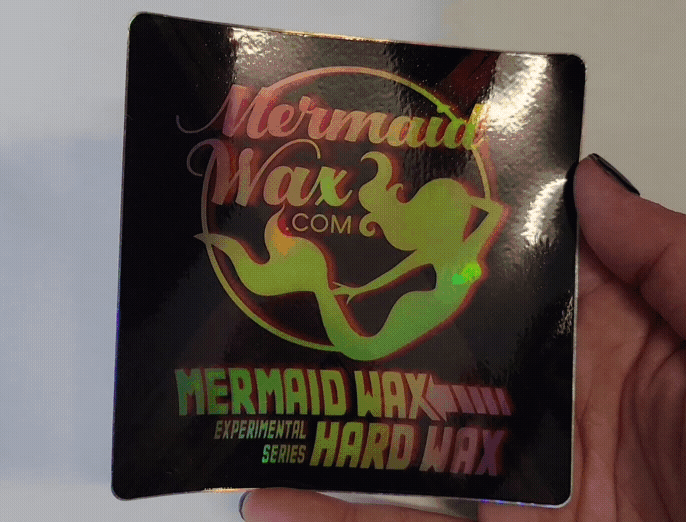 Mermaid
Wax
.COM
MERMAID WAX
EXPERIMENTAL
SERIES
HARD WAX